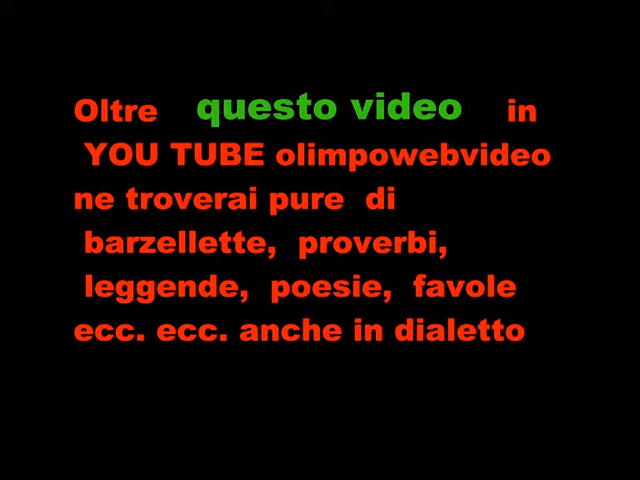 Oltre questo video in
YOU TUBE olimpowebvideo
ne troverai pure di
barzellette, proverbi,
leggende, poesie, favole
ecc. ecc. anche in dialetto